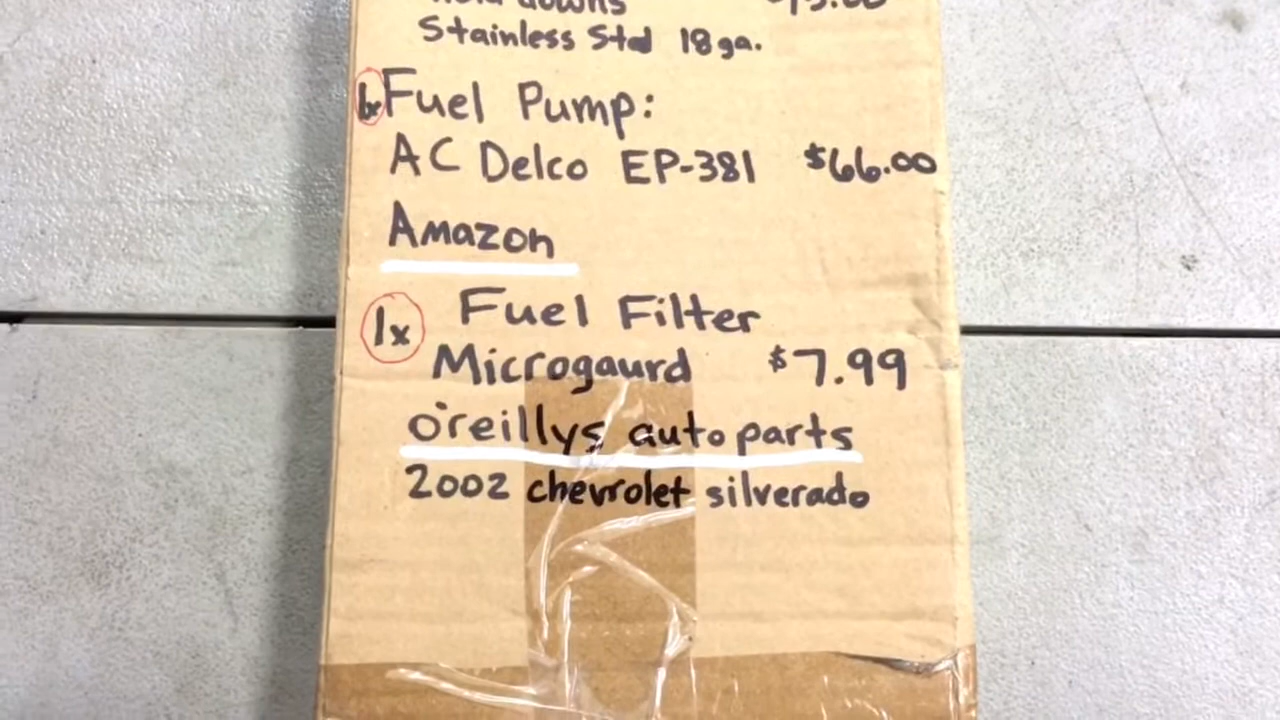 Stainless Std 18ga.
1x Fuel Pump:
AC Delco EP-381 $66.00
Amazon
1x Fuel Filter
Microgaurd $7.99
o'reillys auto parts
2002 chevrolet silverado